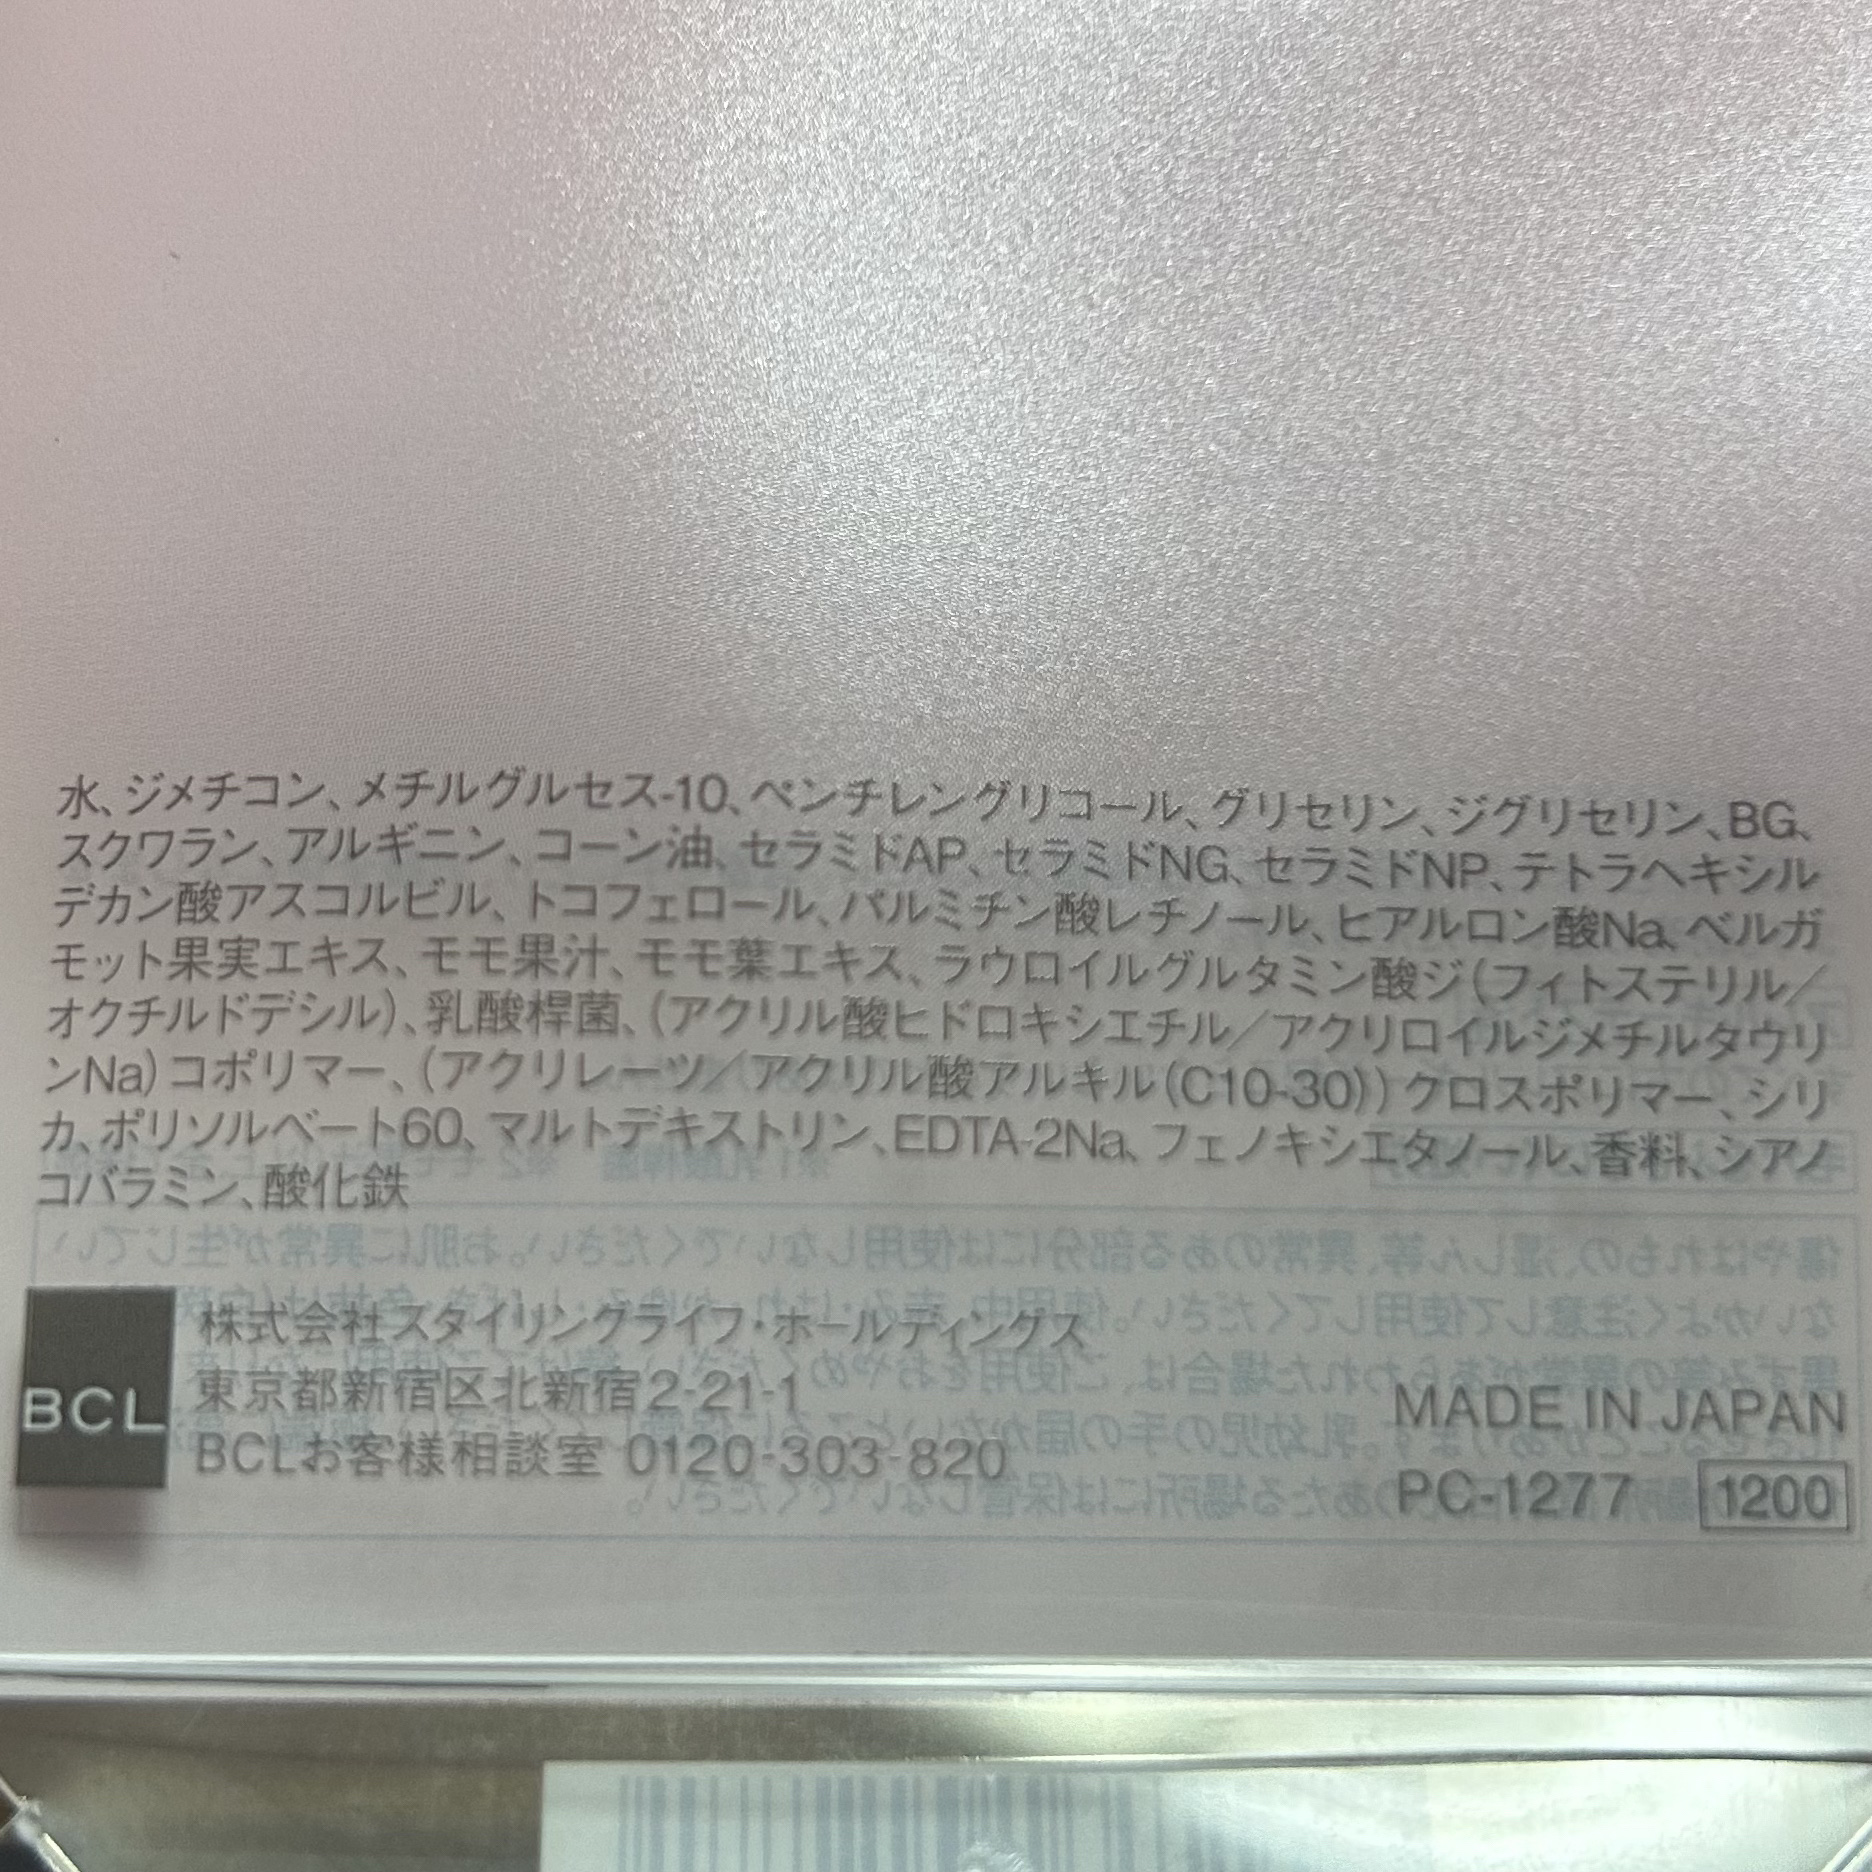 水、ジメチコン、メチルグルセス-10、ペンチレングリコール、グリセリン、ジグリセリン、BG、
スクワラン、アルギニン、コーン油、セラミドAP、セラミドNG、セラミドNP、テトラヘキシル
デカン酸アスコルビル、トコフェロール、パルミチン酸レチノール、ヒアルロン酸Na、ベルガ
モット果実エキス、モモ果汁、モモ葉エキス、ラウロイルグルタミン酸ジ(フィトステリル/
オクチルドデシル)、乳酸桿菌、(アクリル酸ヒドロキシエチル/アクリロイルジメチルタウリ
ンNa)コポリマー、(アクリレーツ/アクリル酸アルキル(C10-30))クロスポリマー、シリ
カ、ポリソルベート60、マルトデキストリン、EDTA-2Na、フェノキシエタノール、香料、シアノ
コバラミン、酸化鉄
BCL
株式会社スタイリングライフ・ホールディングス
東京都新宿区北新宿2-21-1
BCLお客様相談室 0120-303-820
MADE IN JAPAN
PC-1277 1200